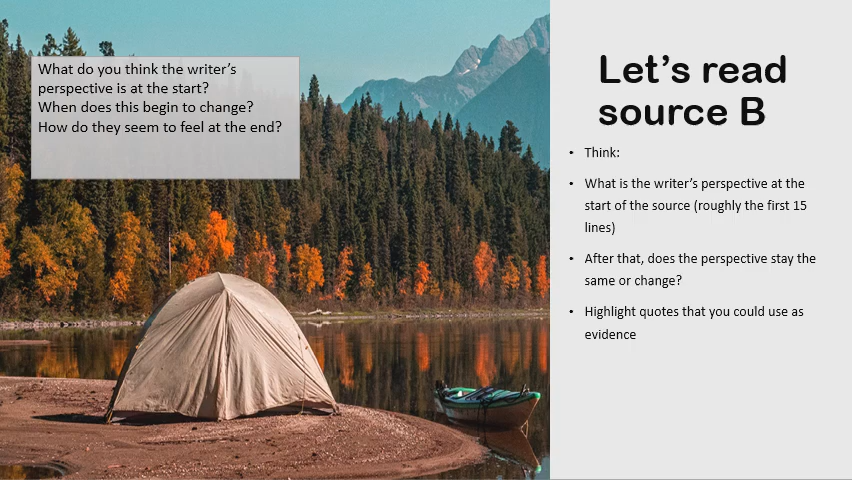 What do you think the writer's
perspective is at the start?
When does this begin to change?
How do they seem to feel at the end?
Let's read
source B
• Think:
• What is the writer's perspective at the
start of the source (roughly the first 15
lines)
• After that, does the perspective stay the
same or change?
• Highlight quotes that you could use as
evidence